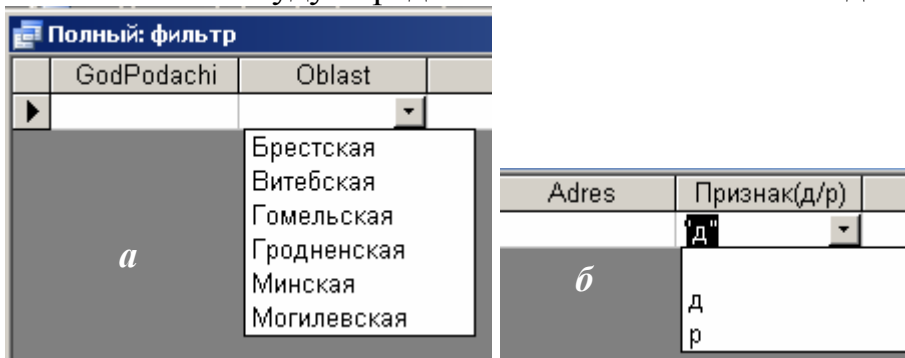 Полный: фильтр
GodPodachi Oblast
Брестская
Витебская
Гомельская
Гродненская
Минская
Могилевская
а
Adres Признак(д/р)
"д"
д
р
б